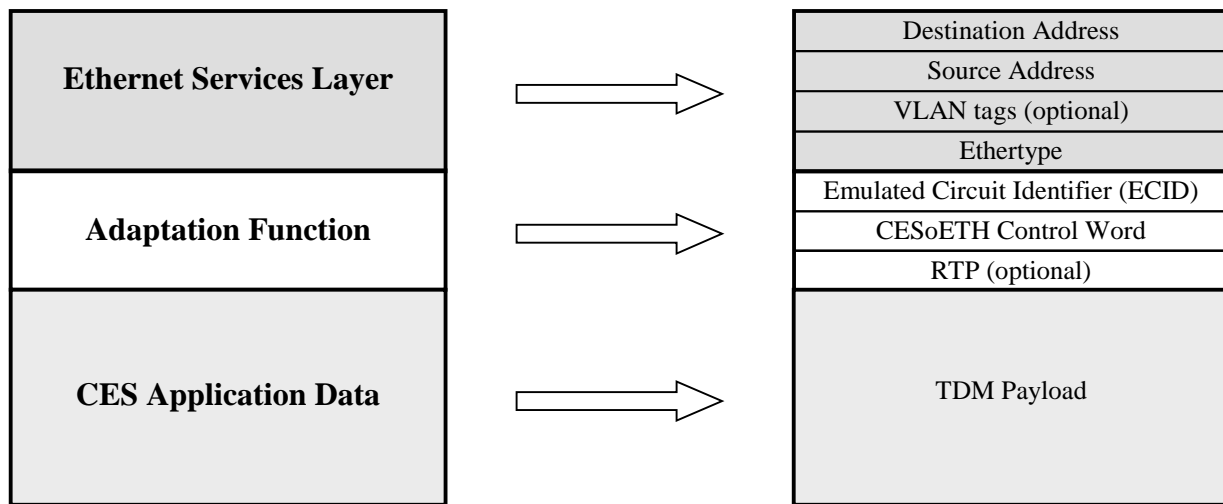 Ethernet Services Layer
Destination Address
Source Address
VLAN tags (optional)
Ethertype
Adaptation Function
Emulated Circuit Identifier (ECID)
CESoETH Control Word
RTP (optional)
CES Application Data
TDM Payload